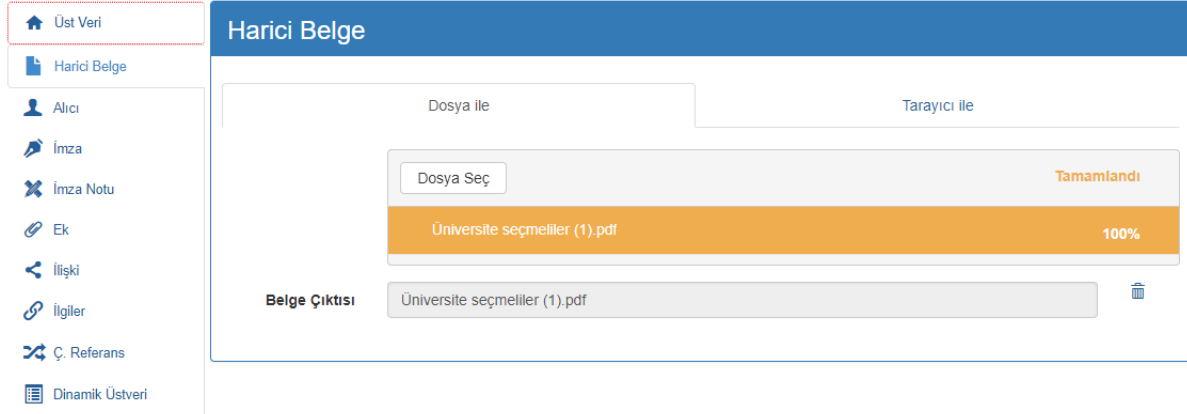 Üst Veri
Harici Belge
Alıcı
İmza
İmza Notu
Ek
İlişki
İlgiler
Ç. Referans
Dinamik Üstveri
Harici Belge
Dosya ile
Tarayıcı ile
Dosya Seç
Tamamlandı
Üniversite seçmeliler (1).pdf
100%
Belge Çıktısı
Üniversite seçmeliler (1).pdf